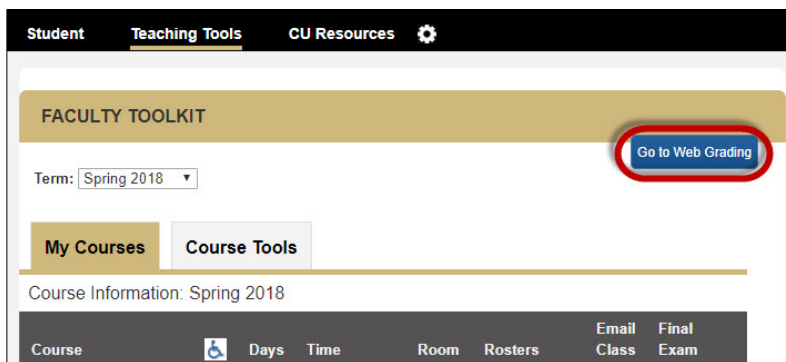 Student Teaching Tools CU Resources
FACULTY TOOLKIT
Go to Web Grading
Term: Spring 2018
My Courses Course Tools
Course Information: Spring 2018
Email Final
Course Days Time Room Rosters Class Exam